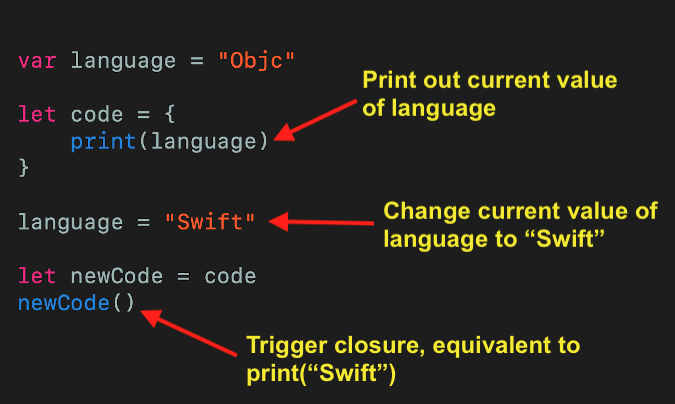 var language = "Objc"
Print out current value
of language
let code = {
print(language)
}
language = "Swift"
Change current value of
language to “Swift”
let newCode = code
newCode()
Trigger closure, equivalent to
print(“Swift”)